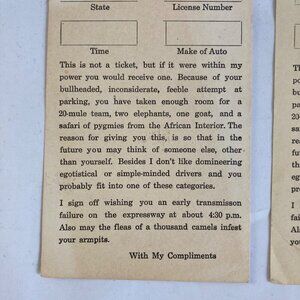 State License Number
Time Make of Auto
This is not a ticket, but if it were within my
power you would receive one. Because of your
bullheaded, inconsiderate, feeble attempt at
parking, you have taken enough room for a
20-mule team, two elephants, one goat, and a
safari of pygmies from the African Interior. The
reason for giving you this, is so that in the
future you may think of someone else, other
than yourself. Besides I don't like domineering
egotistical or simple-minded drivers and you
probably fit into one of these categories.
I sign off wishing you an early transmisson
failure on the expressway at about 4:30 p.m.
Also may the fleas of a thousand camels infest
your armpits.
With My Compliments